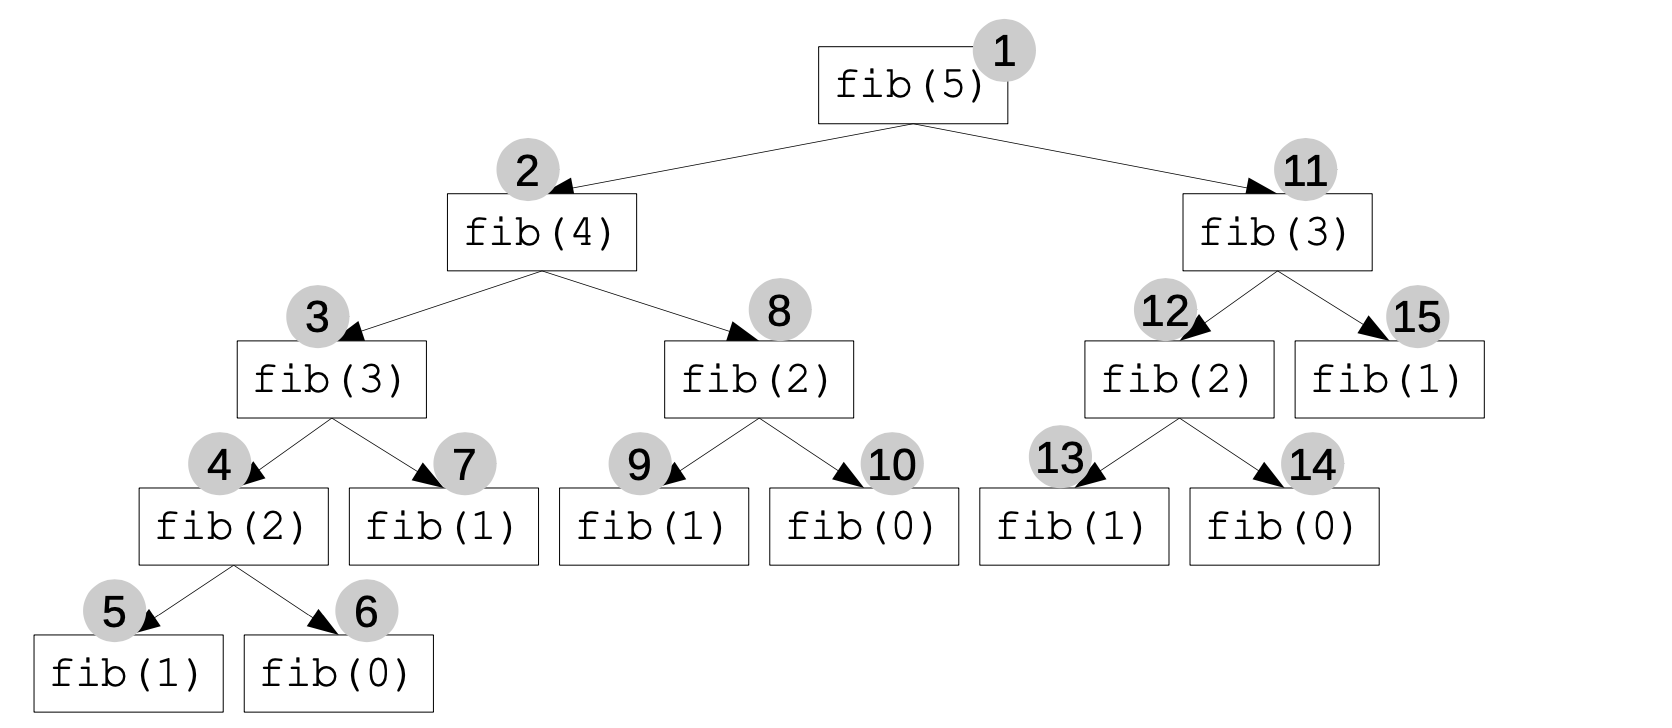 1
fib(5)
2
11
fib(4)
fib(3)
3
8
12
15
fib(3)
fib(2)
fib(2)
fib(1)
4
7
9
10
13
14
fib(2)
fib(1)
fib(1)
fib(0)
fib(1)
fib(0)
5
6
fib(1)
fib(0)